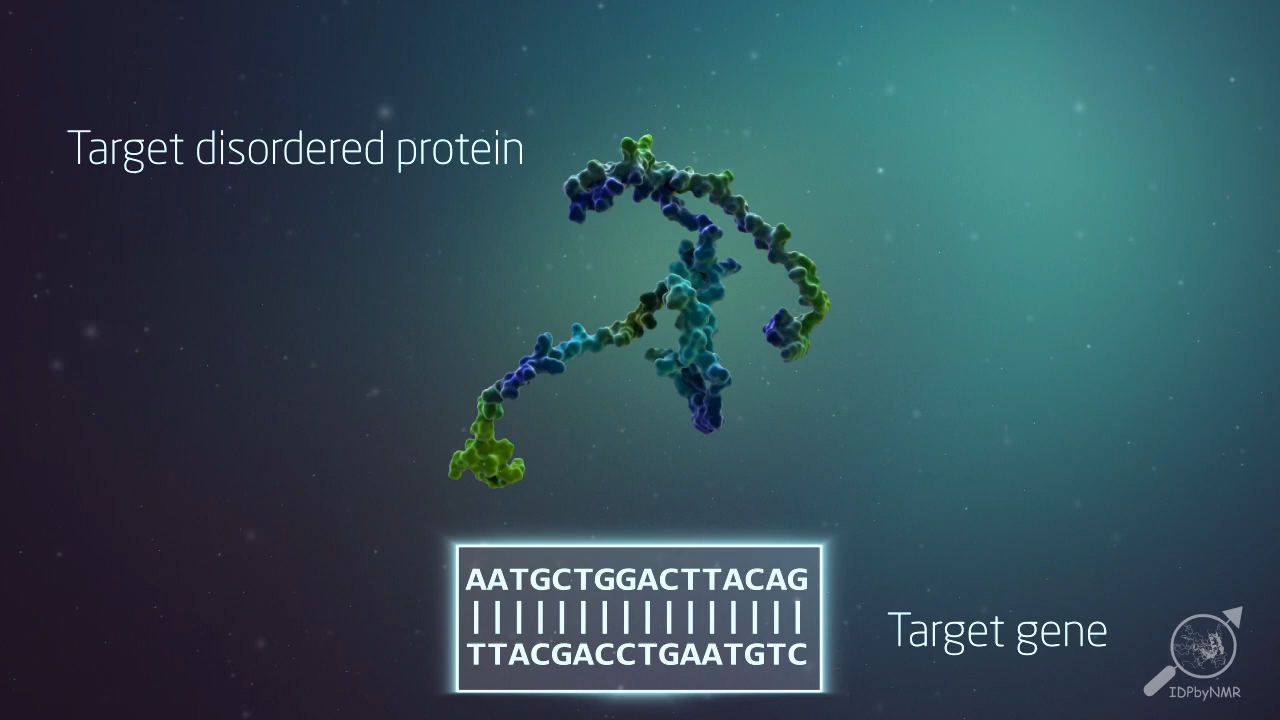 Target disordered protein
AATGCTGGACTTACAG
TTACGACCTGAATGTC
Target gene
IDPbyNMR